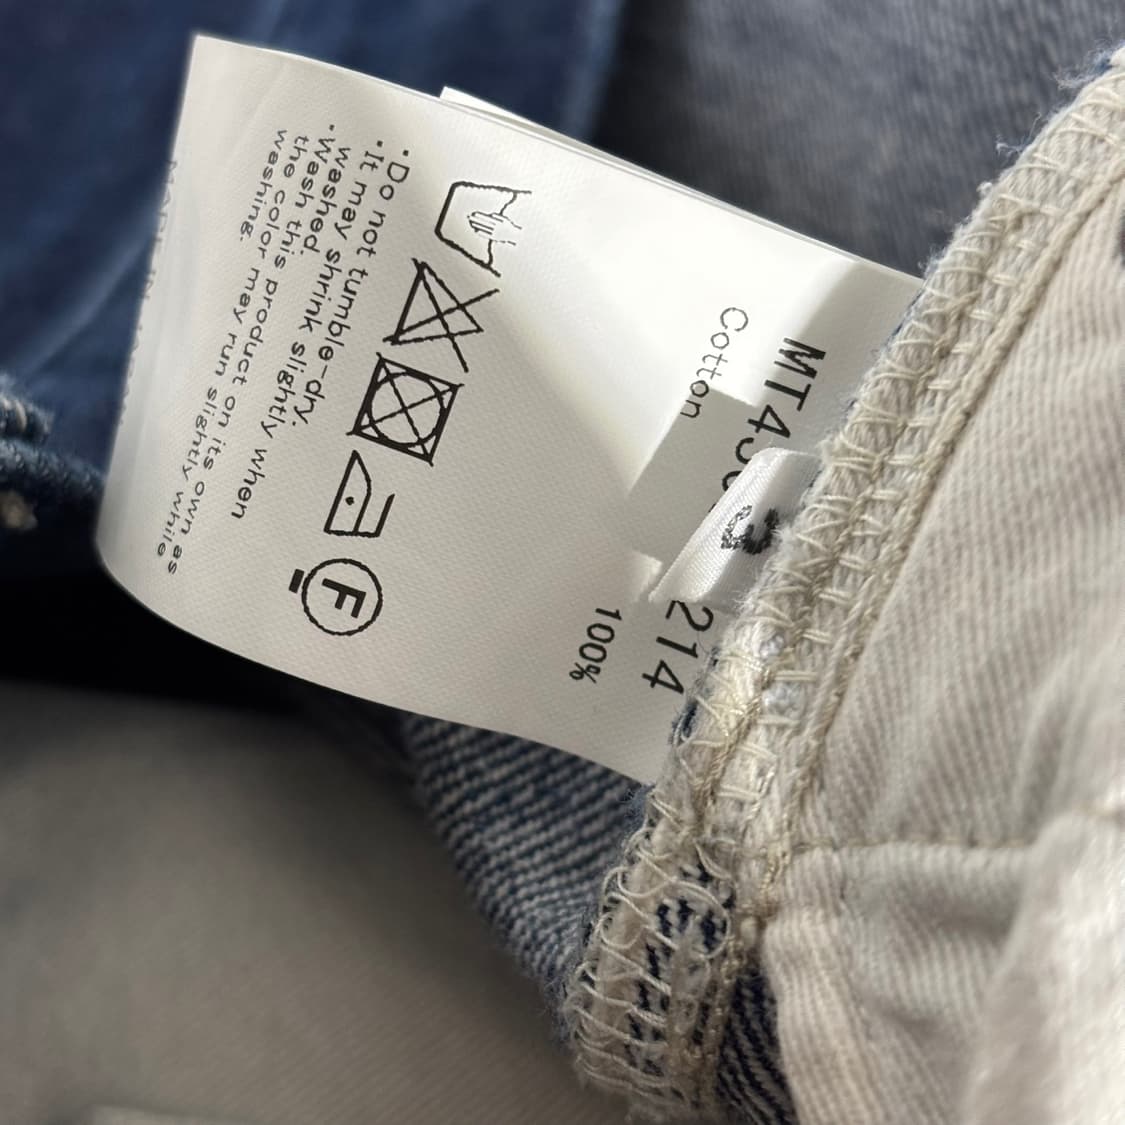 3
214
Cotton 100%
F
• Do not tumble-dry.
• It may shrink slightly when
washed.
• Wash this product on its own as
the color may run slightly while
washing.